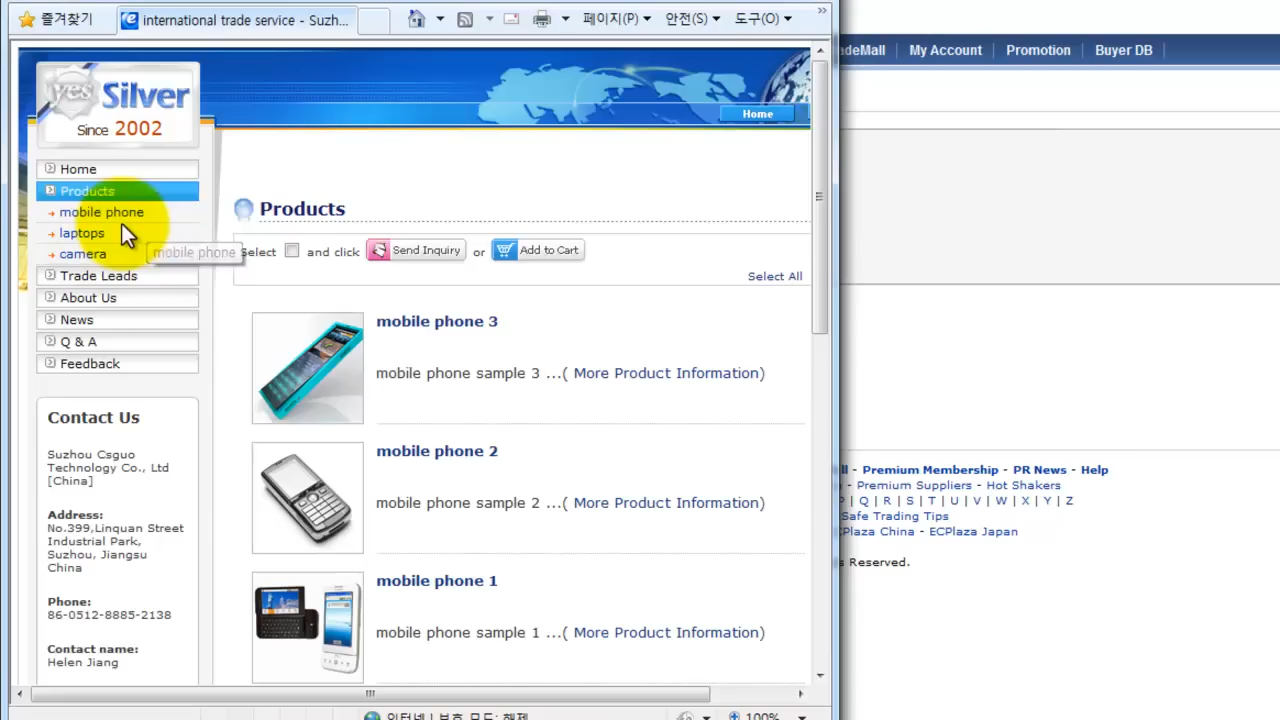 즐겨찾기
international trade service - Suzh...
페이지(P)
안전(S)
도구(O)
»
My Account
Promotion
Buyer DB
yes Silver
Since 2002
Home
Home
Products
mobile phone
laptops
camera
mobile phone
Trade Leads
About Us
News
Q & A
Feedback
Contact Us
Suzhou Csguo
Technology Co., Ltd
[China]
Address:
No.399,Linquan Street
Industrial Park,
Suzhou, Jiangsu
China
Phone:
86-0512-8885-2138
Contact name:
Helen Jiang
Products
Select and click Send Inquiry or Add to Cart
Select All
mobile phone 3
mobile phone sample 3 ...( More Product Information)
mobile phone 2
mobile phone sample 2 ...( More Product Information)
mobile phone 1
mobile phone sample 1 ...( More Product Information)
- Premium Membership - PR News - Help
- Premium Suppliers - Hot Shakers
| Q | R | S | T | U | V | W | X | Y | Z
Safe Trading Tips
China - ECPlaza Japan
Reserved.
100%